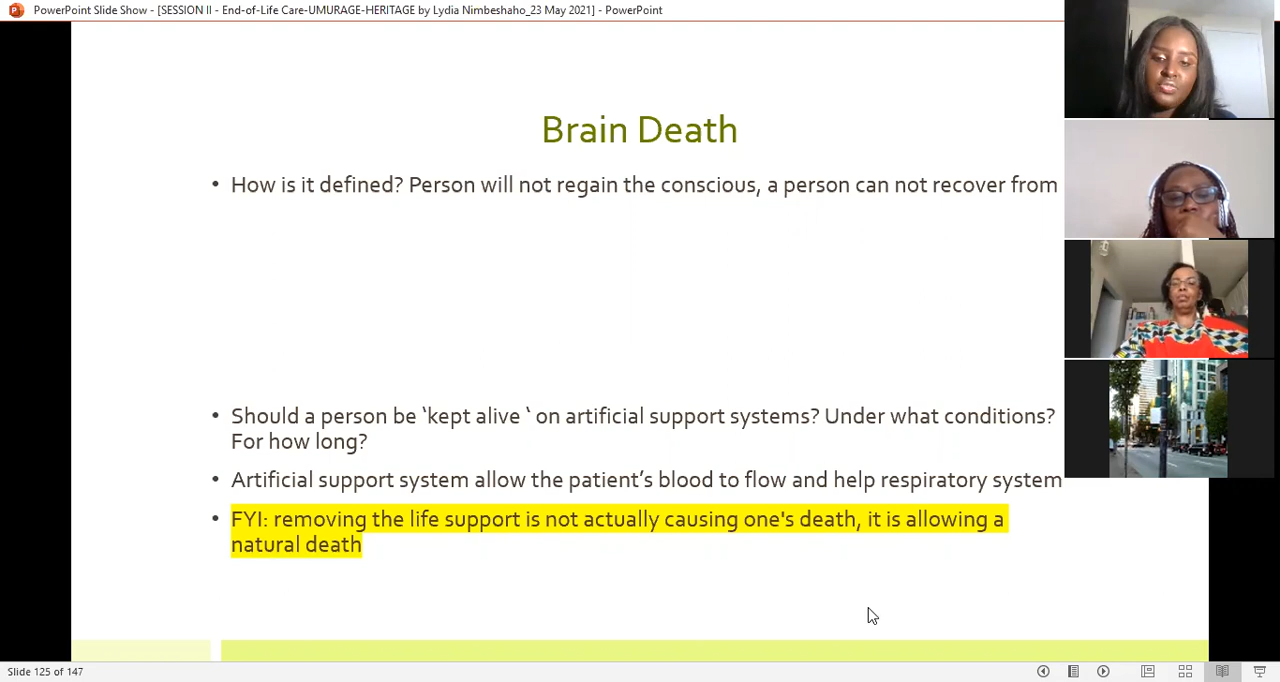 PowerPoint Slide Show - [SESSION II - End-of-Life Care-UMURAGE-HERITAGE by Lydia Nimbeshaho_23 May 2021] - PowerPoint
Brain Death
• How is it defined? Person will not regain the conscious, a person can not recover from
• Should a person be ‘kept alive ‘ on artificial support systems? Under what conditions?
For how long?
• Artificial support system allow the patient’s blood to flow and help respiratory system
• FYI: removing the life support is not actually causing one's death, it is allowing a
natural death
Slide 125 of 147